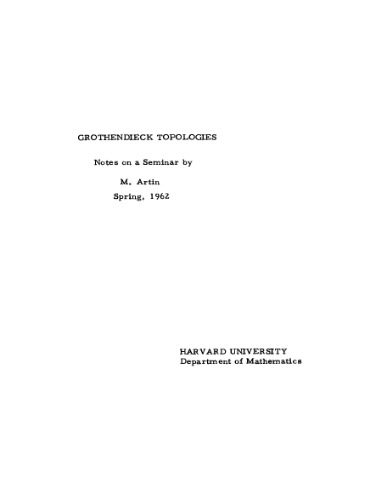 GROTHENDIECK TOPOLOGIES
Notes on a Seminar by
M. Artin
Spring, 1962
HARVARD UNIVERSITY
Department of Mathematics